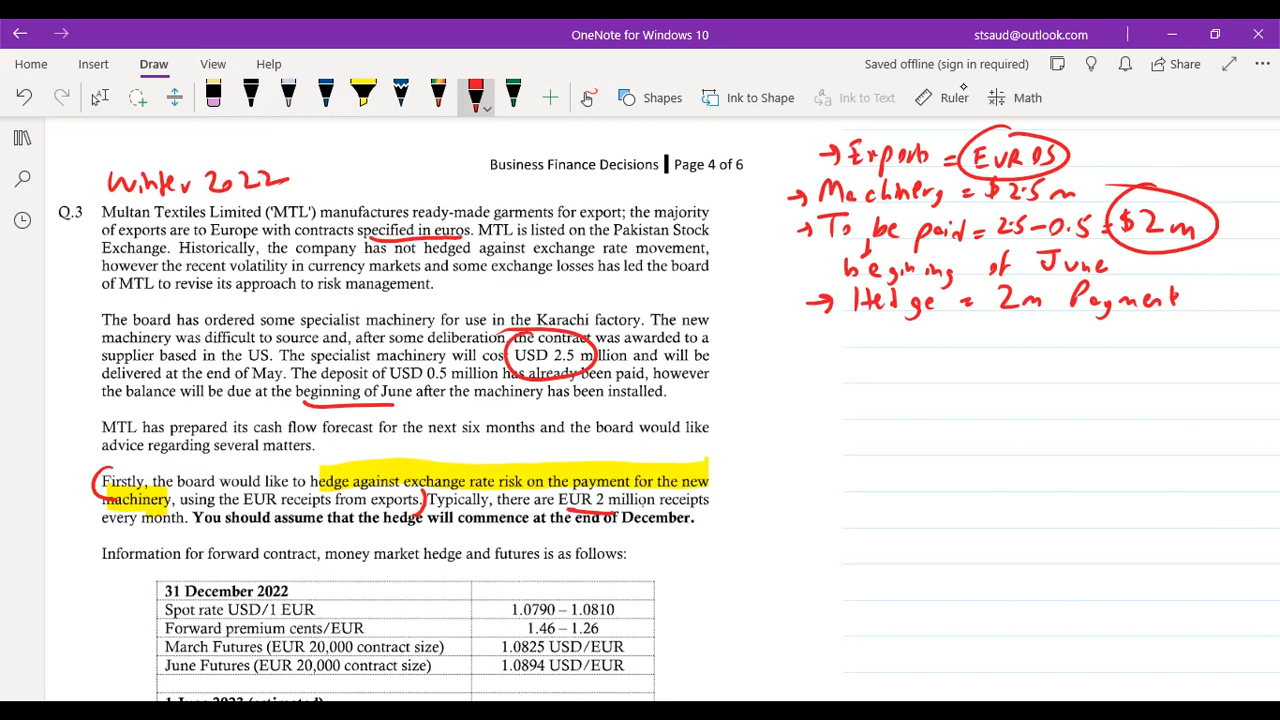 OneNote for Windows 10
stsaud@outlook.com
Home Insert Draw View Help
Saved offline (sign in required)
Share
Shapes
Ink to Shape
Ink to Text
Ruler
Math
Business Finance Decisions | Page 4 of 6
Winter 2022
Q.3 Multan Textiles Limited ('MTL') manufactures ready-made garments for export; the majority
of exports are to Europe with contracts specified in euros. MTL is listed on the Pakistan Stock
Exchange. Historically, the company has not hedged against exchange rate movement,
however the recent volatility in currency markets and some exchange losses has led the board
of MTL to revise its approach to risk management.
The board has ordered some specialist machinery for use in the Karachi factory. The new
machinery was difficult to source and, after some deliberation, the contract was awarded to a
supplier based in the US. The specialist machinery will cost USD 2.5 million and will be
delivered at the end of May. The deposit of USD 0.5 million has already been paid, however
the balance will be due at the beginning of June after the machinery has been installed.
MTL has prepared its cash flow forecast for the next six months and the board would like
advice regarding several matters.
Firstly, the board would like to hedge against exchange rate risk on the payment for the new
machinery, using the EUR receipts from exports. Typically, there are EUR 2 million receipts
every month. You should assume that the hedge will commence at the end of December.
Information for forward contract, money market hedge and futures is as follows:
31 December 2022
Spot rate USD/1 EUR 1.0790 – 1.0810
Forward premium cents/EUR 1.46 – 1.26
March Futures (EUR 20,000 contract size) 1.0825 USD/EUR
June Futures (EUR 20,000 contract size) 1.0894 USD/EUR
1 June 2023 (estimated)
→ Exports = EUROS
→ Machinery = $2.5 m
→ To be paid = 2.5-0.5 = $2m
begining of June
→ Hedge = 2m Payment